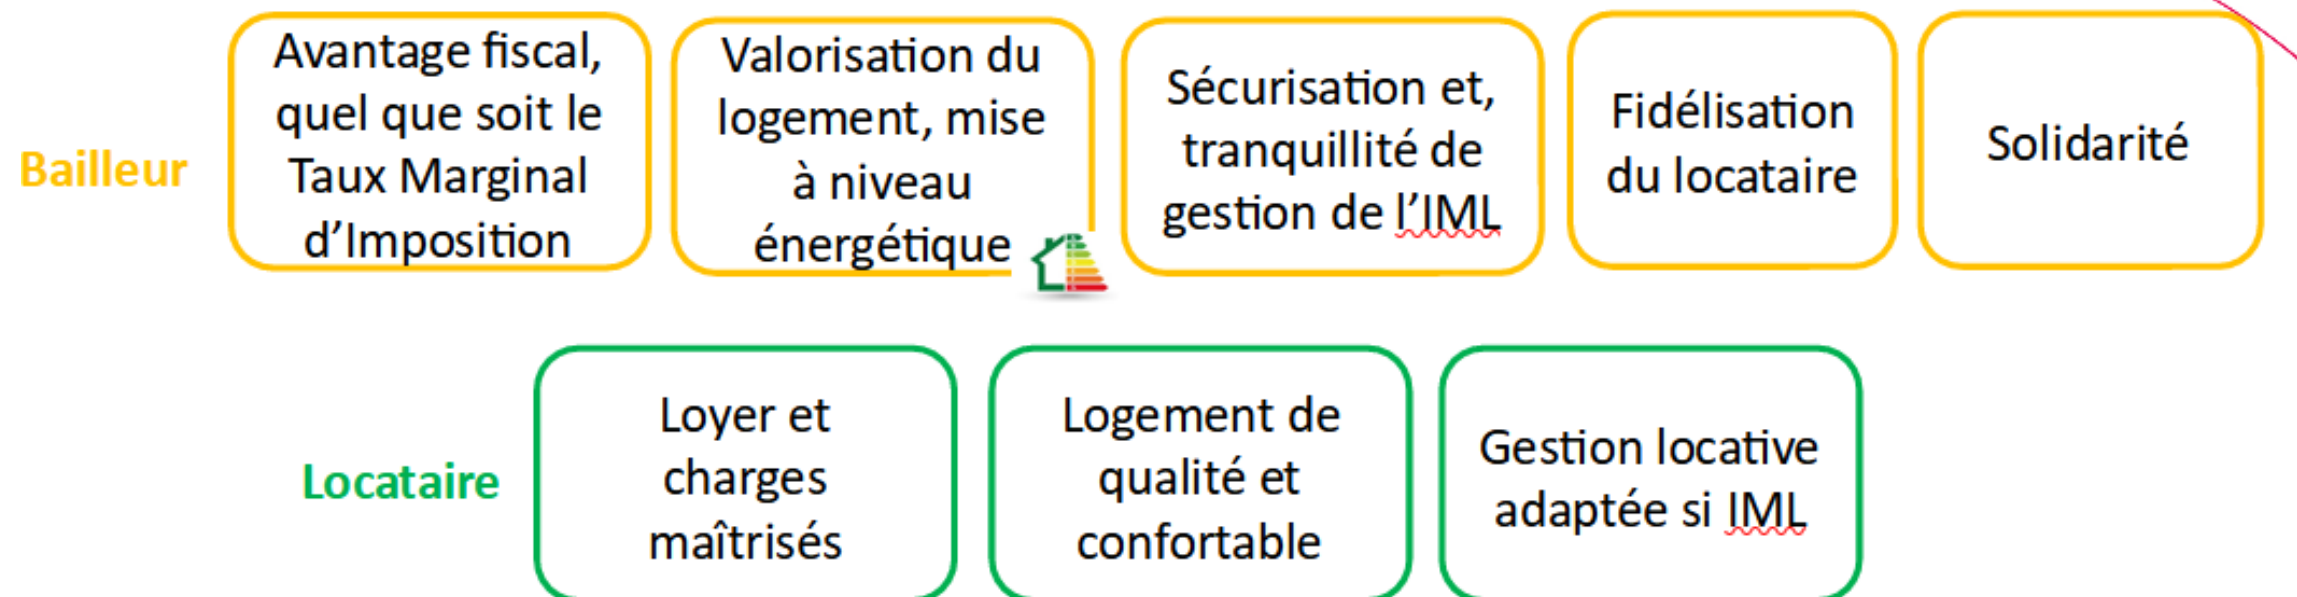 Bailleur
Avantage fiscal,
quel que soit le
Taux Marginal
d’Imposition
Valorisation du
logement, mise
à niveau
énergétique
Sécurisation et,
tranquillité de
gestion de l’IML
Fidélisation
du locataire
Solidarité
Locataire
Loyer et
charges
maîtrisés
Logement de
qualité et
confortable
Gestion locative
adaptée si IML